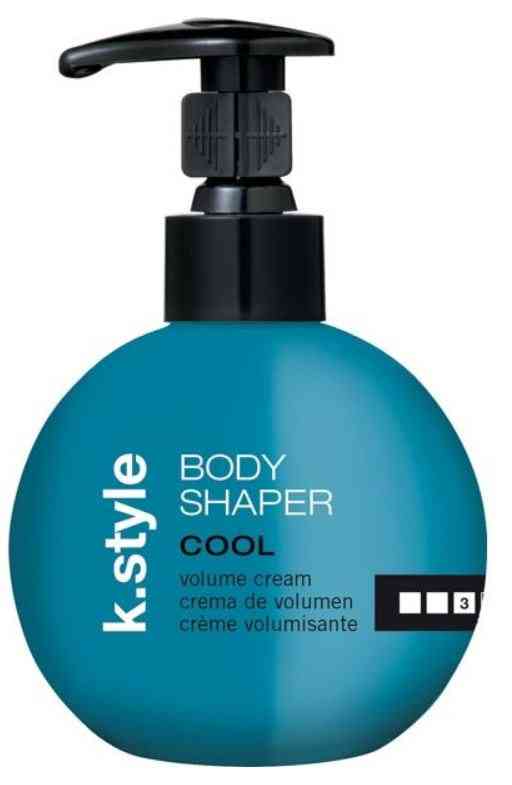 k.style
BODY
SHAPER
COOL
volume cream
crema de volumen
crème volumisante
3